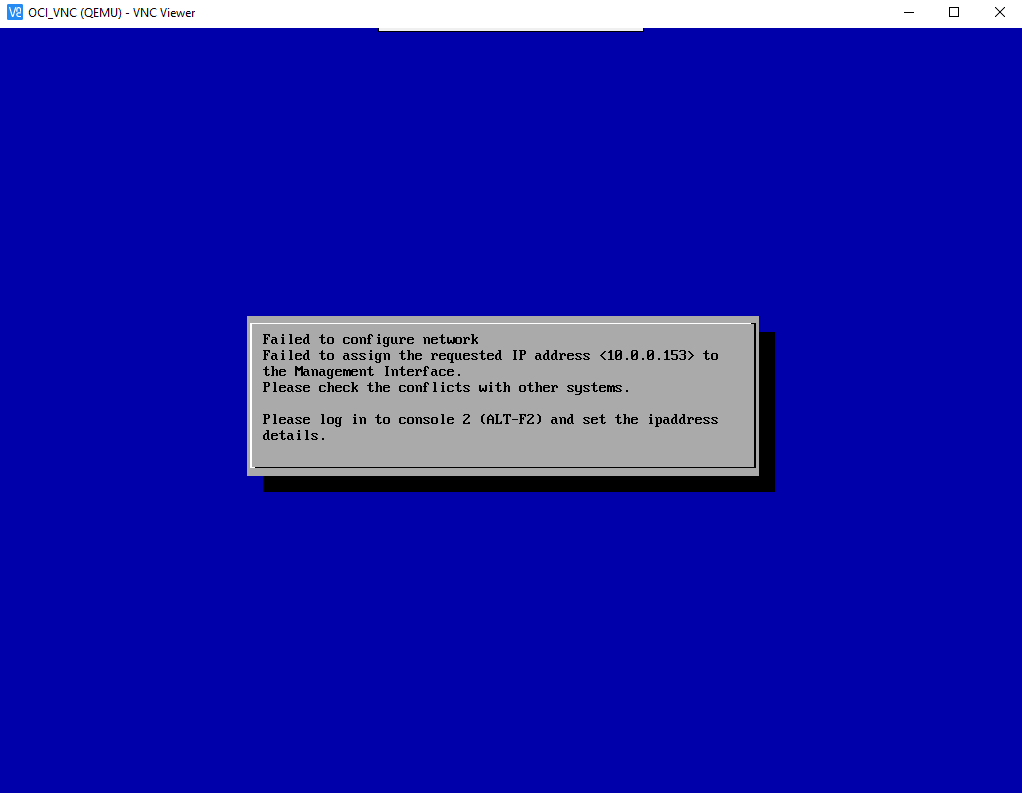 OCI_VNC (QEMU) - VNC Viewer
Failed to configure network
Failed to assign the requested IP address <10.0.0.153> to
the Management Interface.
Please check the conflicts with other systems.
Please log in to console 2 (ALT-F2) and set the ipaddress
details.